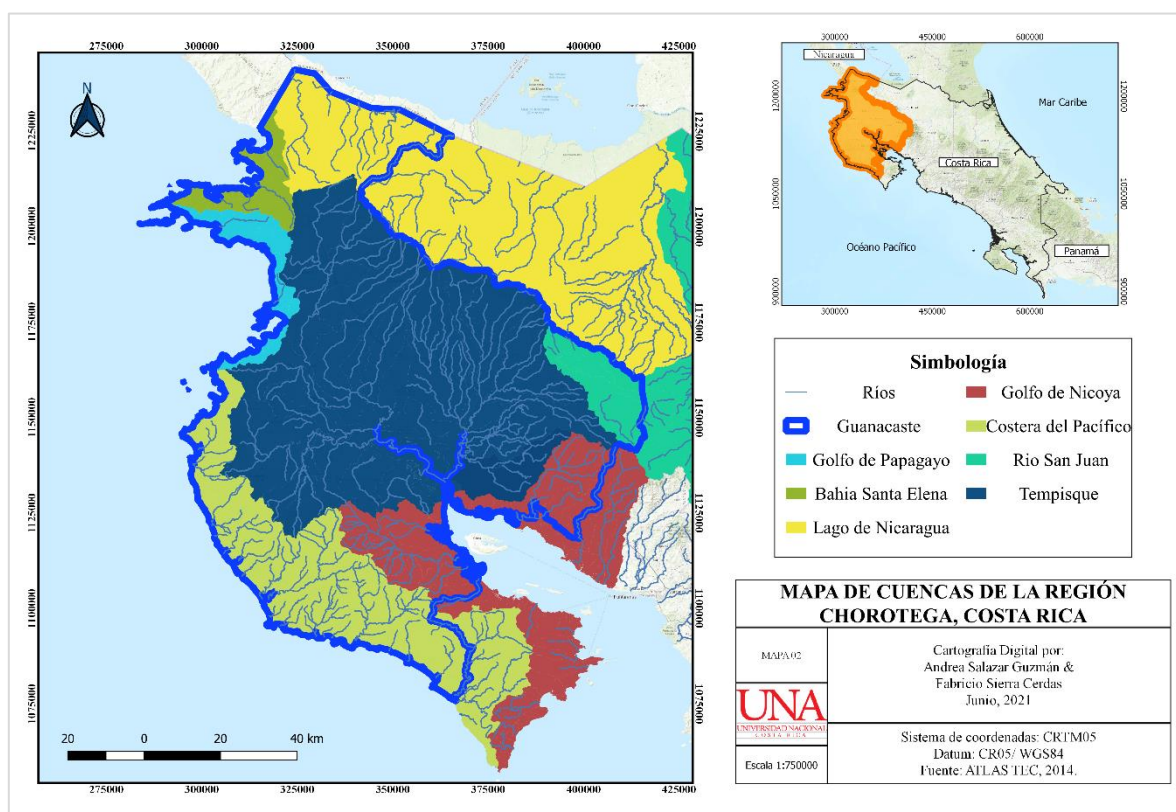 275000 300000 325000 350000 375000 400000 425000
1225000
1200000
1175000
1150000
1125000
1100000
1075000
N
20 0 20 40 km
275000 300000 325000 350000 375000 400000 425000
1225000
1200000
1175000
1150000
1125000
1100000
1075000
300000 450000 600000
1200000
1050000
900000
Nicaragua
Mar Caribe
Costa Rica
Océano Pacífico
Panamá
1200000
1050000
900000
300000 450000 600000
Simbología
Ríos
Golfo de Nicoya
Guanacaste
Costera del Pacífico
Golfo de Papagayo
Rio San Juan
Bahia Santa Elena
Tempisque
Lago de Nicaragua
MAPA DE CUENCAS DE LA REGIÓN
CHOROTEGA, COSTA RICA
MAPA 02
Cartografía Digital por:
Andrea Salazar Guzmán &
Fabricio Sierra Cerdas
Junio, 2021
UNA
UNIVERSIDAD NACIONAL
COSTA RICA
Escala 1:750000
Sistema de coordenadas: CRTM05
Datum: CR05/ WGS84
Fuente: ATLAS TEC, 2014.